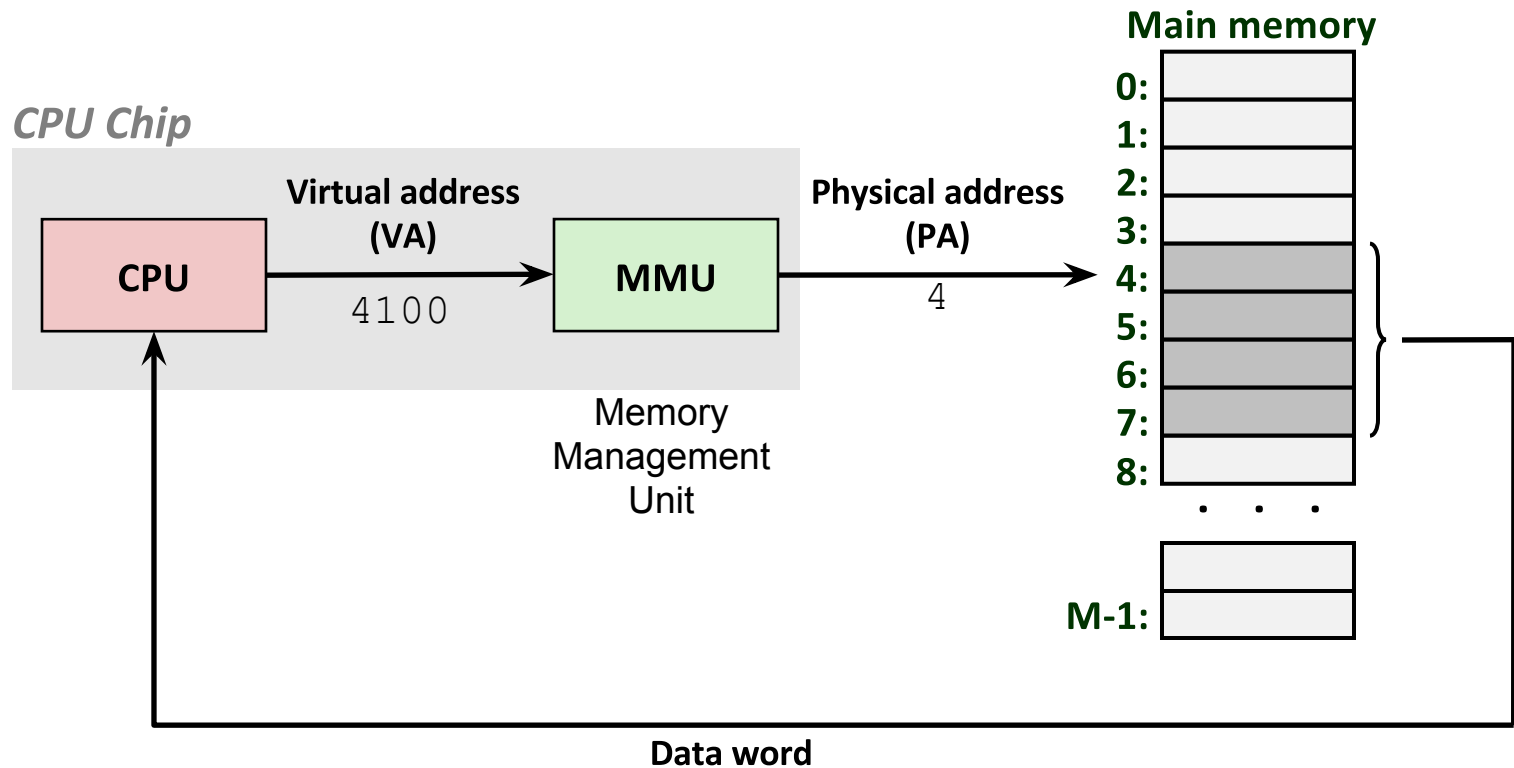 Main memory
CPU Chip
0:
1:
2:
3:
4:
5:
6:
7:
8:
. . .
M-1:
Virtual address
(VA)
4100
Physical address
(PA)
4
CPU
MMU
Memory
Management
Unit
Data word